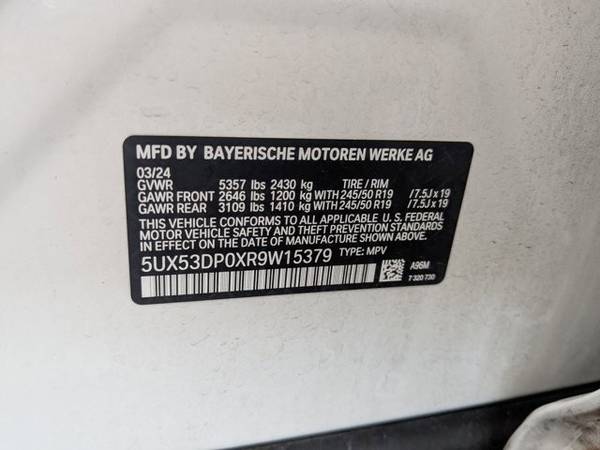 MFD BY BAYERISCHE MOTOREN WERKE AG
03/24
GVWR 5357 lbs 2430 kg TIRE / RIM
GAWR FRONT 2646 lbs 1200 kg WITH 245/50 R19 /7.5J x 19
GAWR REAR 3109 lbs 1410 kg WITH 245/50 R19 /7.5J x 19
THIS VEHICLE CONFORMS TO ALL APPLICABLE U.S. FEDERAL
MOTOR VEHICLE SAFETY AND THEFT PREVENTION STANDARDS
IN EFFECT ON THE DATE OF MANUFACTURE SHOWN ABOVE.
5UX53DP0XR9W15379 TYPE: MPV
A96M
7 320 730